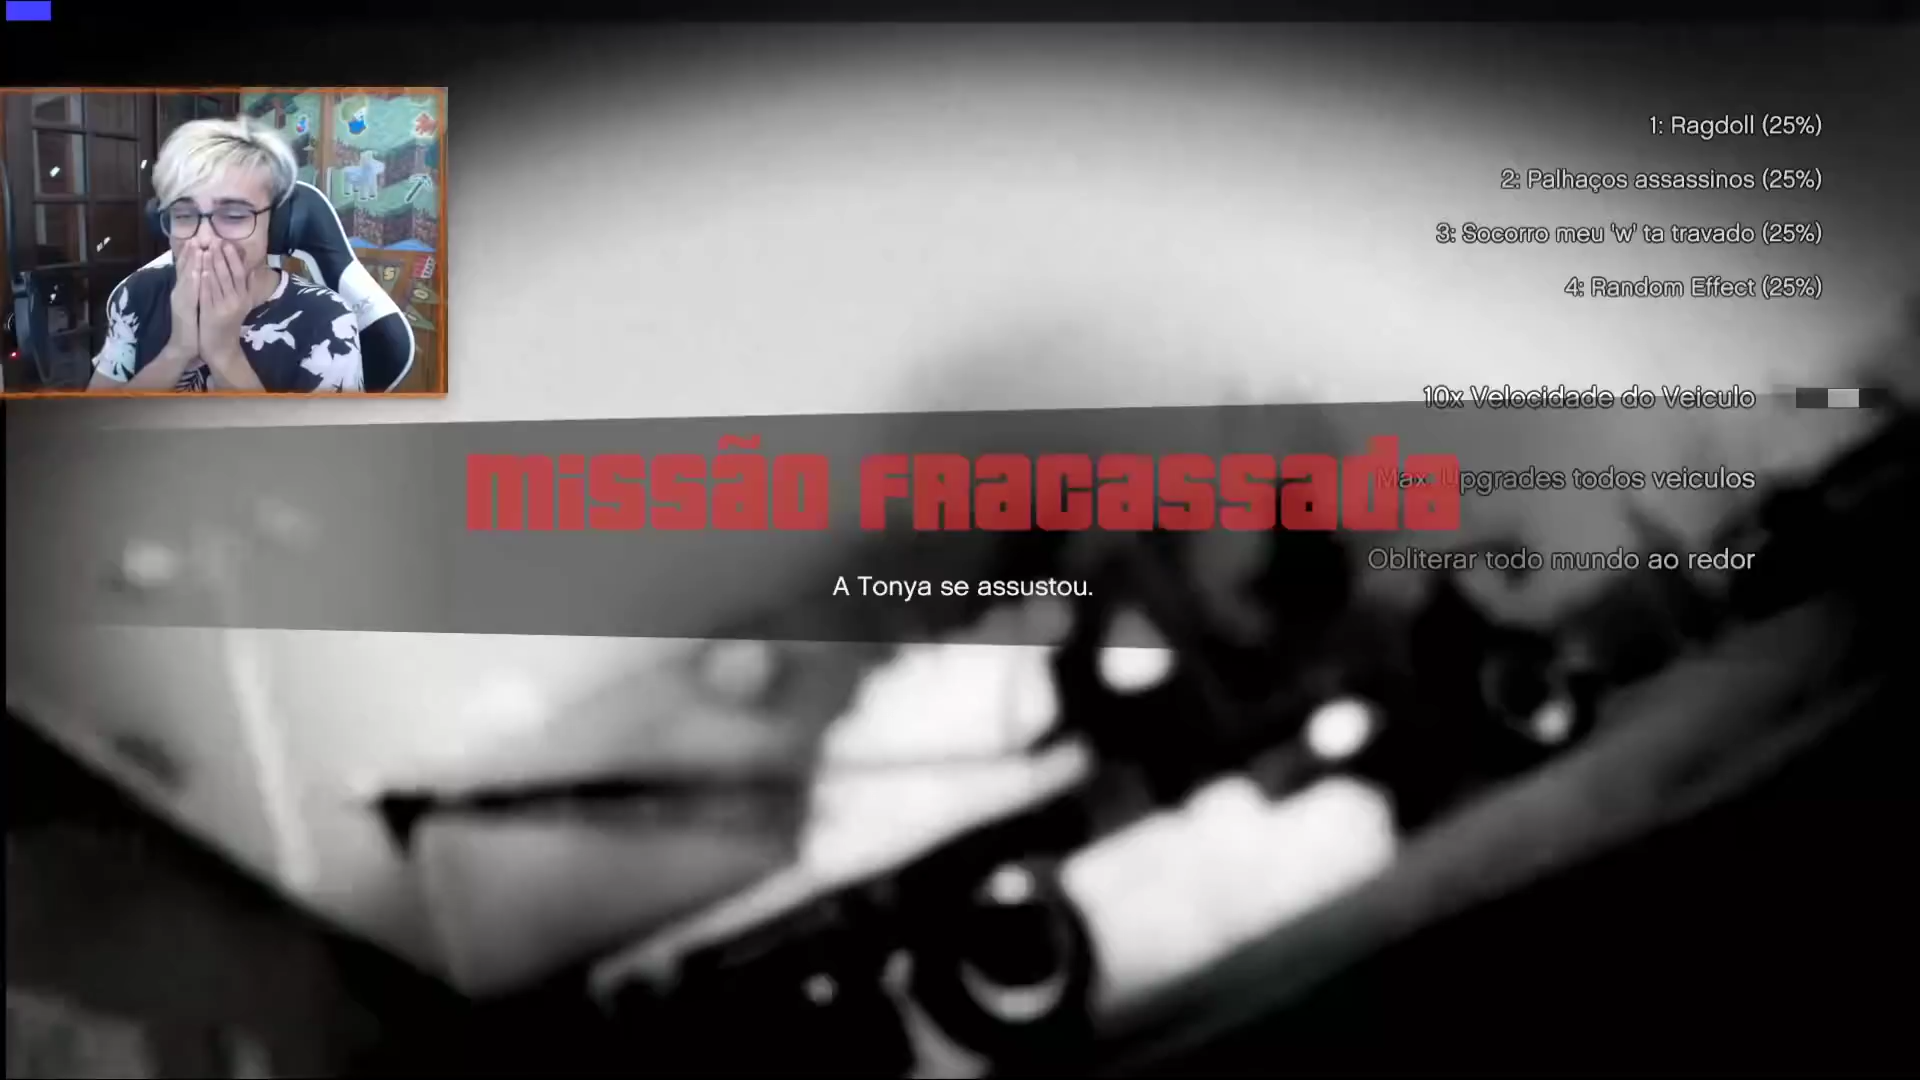 1: Ragdoll (25%)
2: Palhaços assassinos (25%)
3: Socorro meu 'w' ta travado (25%)
4: Random Effect (25%)
10x Velocidade do Veiculo
missão fracassada
Max Upgrades todos veiculos
Obliterar todo mundo ao redor
A Tonya se assustou.